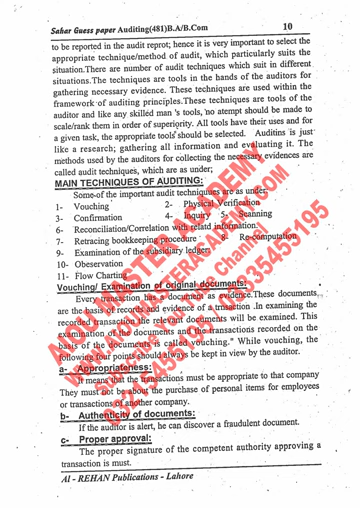 Sahar Guess paper Auditing(481)B.A/B.Com 10
to be reported in the audit reprot; hence it is very important to select the
appropriate technique/method of audit, which particularly suits the
situation.There are number of audit techniques which suit in different
situations.The techniques are tools in the hands of the auditors for
gathering necessary evidence. These techniques are used within the
framework of auditing principles.These techniques are tools of the
auditor and like any skilled man 's tools, no atempt should be made to
scale/rank them in order of superiority. All tools have their uses and for
a given task, the appropriate tools should be selected. Auditins is just
like a research; gathering all information and evaluating it. The
methods used by the auditors for collecting the necessary evidences are
called audit techniques, which are as under;
MAIN TECHNIQUES OF AUDITING:
Some of the important audit techniques are as under;
1- Vouching 2- Physical Verification
3- Confirmation 4- Inquiry 5- Scanning
6- Reconciliation/Correlation with relatd information.
7- Retracing bookkeeping procedure 8- Re-computation
9- Examination of the subsidiary ledgers
10- Obeservation
11- Flow Charting
Vouching/ Examination of original documents:
Every transaction has a document as evidence.These documents,
are the basis of records and evidence of a transaction .In examining the
recorded transaction the relevant documents will be examined. This
examination of the documents and the transactions recorded on the
basis of the documents is called vouching." While vouching, the
following four points should always be kept in view by the auditor.
a- Appropriateness:
It means that the transactions must be appropriate to that company
They must not be about the purchase of personal items for employees
or transactions of another company.
b- Authenticity of documents:
If the auditor is alert, he can discover a fraudulent document.
c- Proper approval:
The proper signature of the competent authority approving a
transaction is must.
Al - REHAN Publications - Lahore